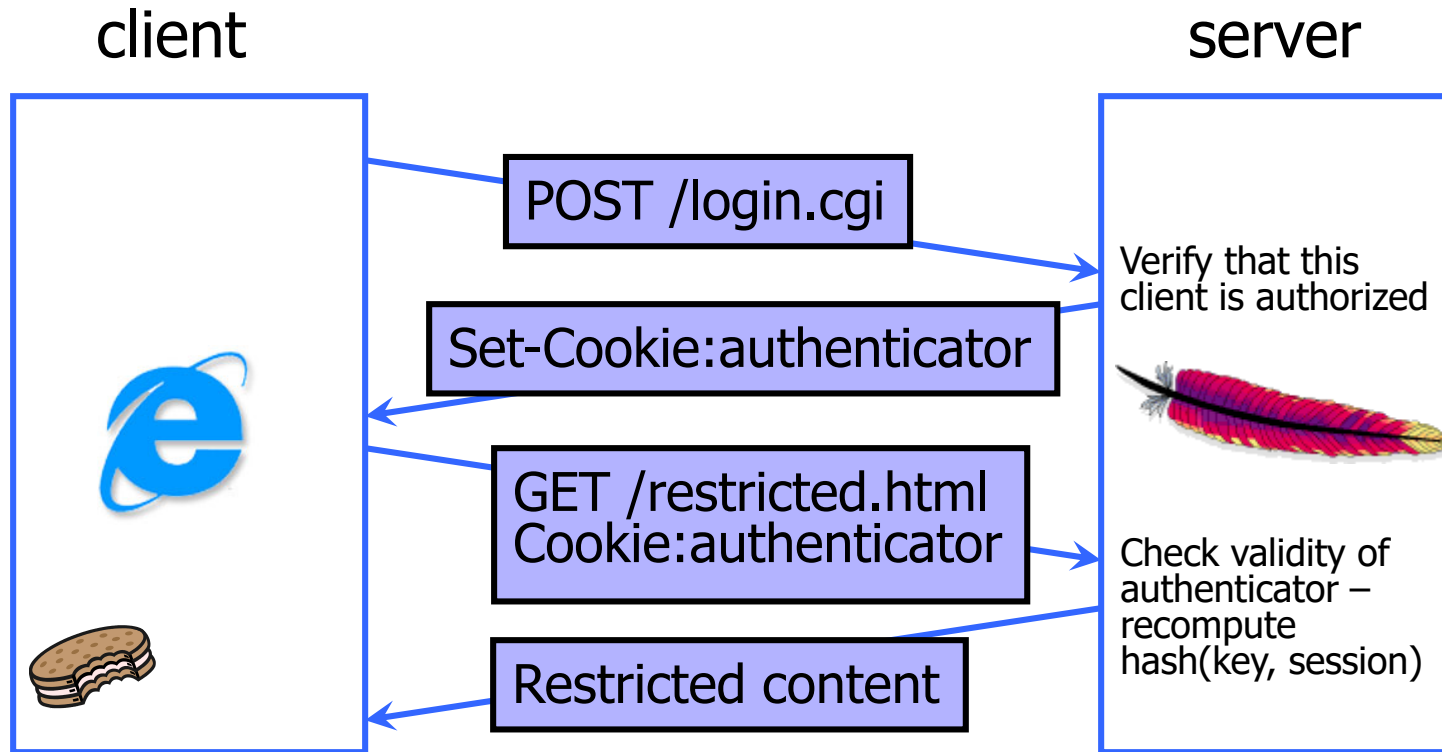 client
server
POST /login.cgi
Verify that this
client is authorized
Set-Cookie:authenticator
GET /restricted.html
Cookie:authenticator
Check validity of
authenticator –
recompute
hash(key, session)
Restricted content